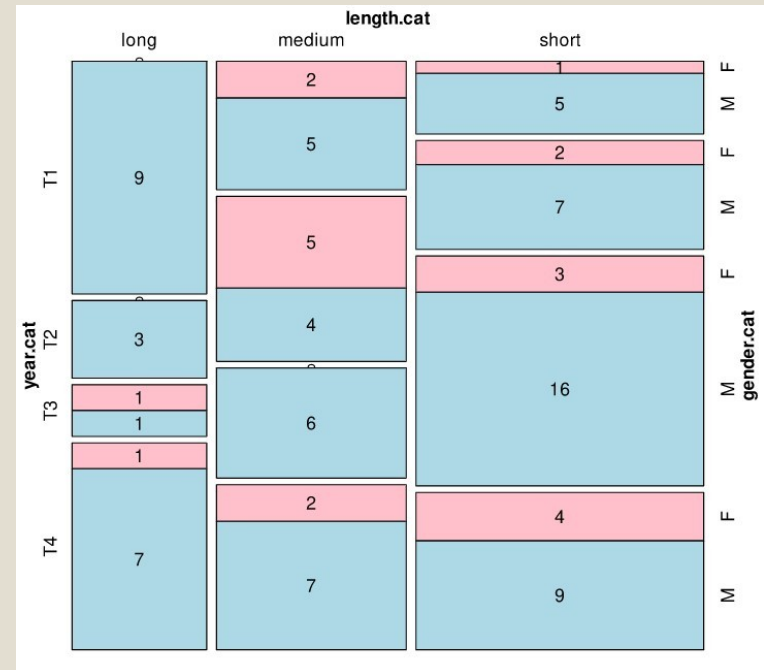 length.cat
long medium short
2 1 F
5 M
9 5
T1 2 F
7 M
5
3 4 3 F
T2
year.cat
1
T3
1 6 16 M
gender.cat
1
2 4 F
T4
7 7 9 M